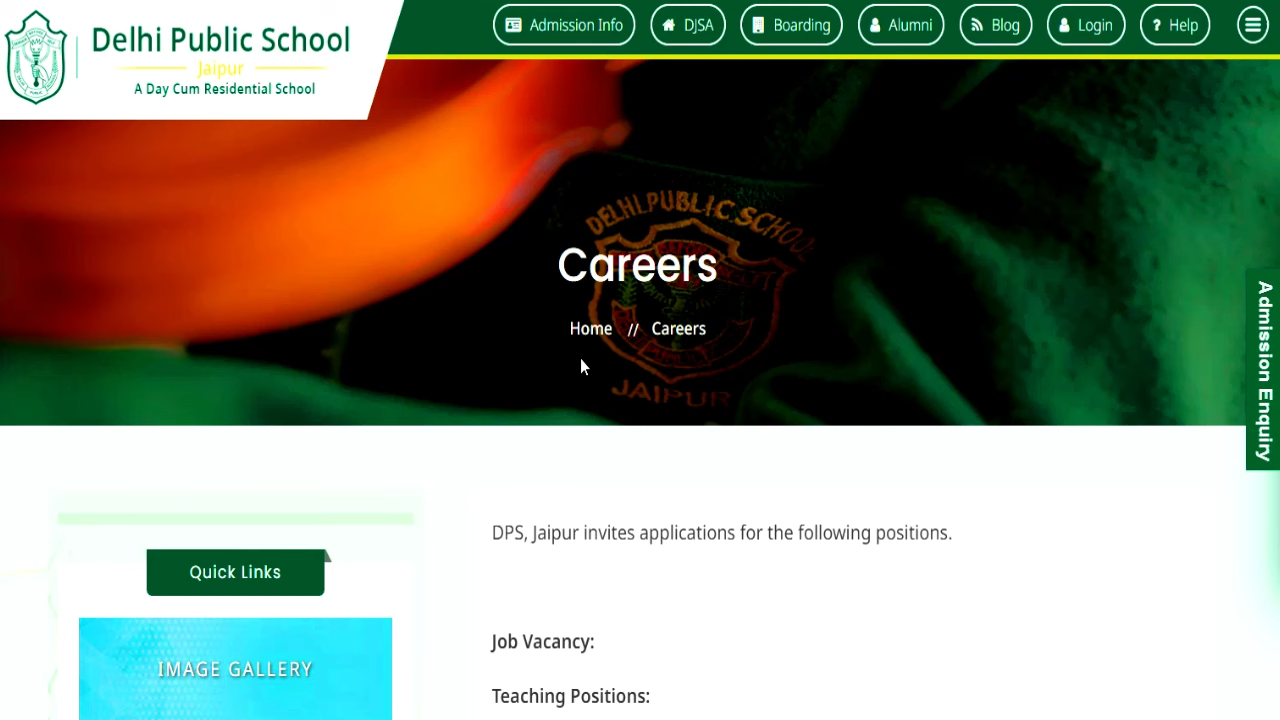 Delhi Public School
Jaipur
A Day Cum Residential School
Admission Info
DJSA
Boarding
Alumni
Blog
Login
? Help
DELHI PUBLIC SCHOOL
Careers
Home // Careers
JAIPUR
Admission Enquiry
DPS, Jaipur invites applications for the following positions.
Quick Links
Job Vacancy:
IMAGE GALLERY
Teaching Positions: